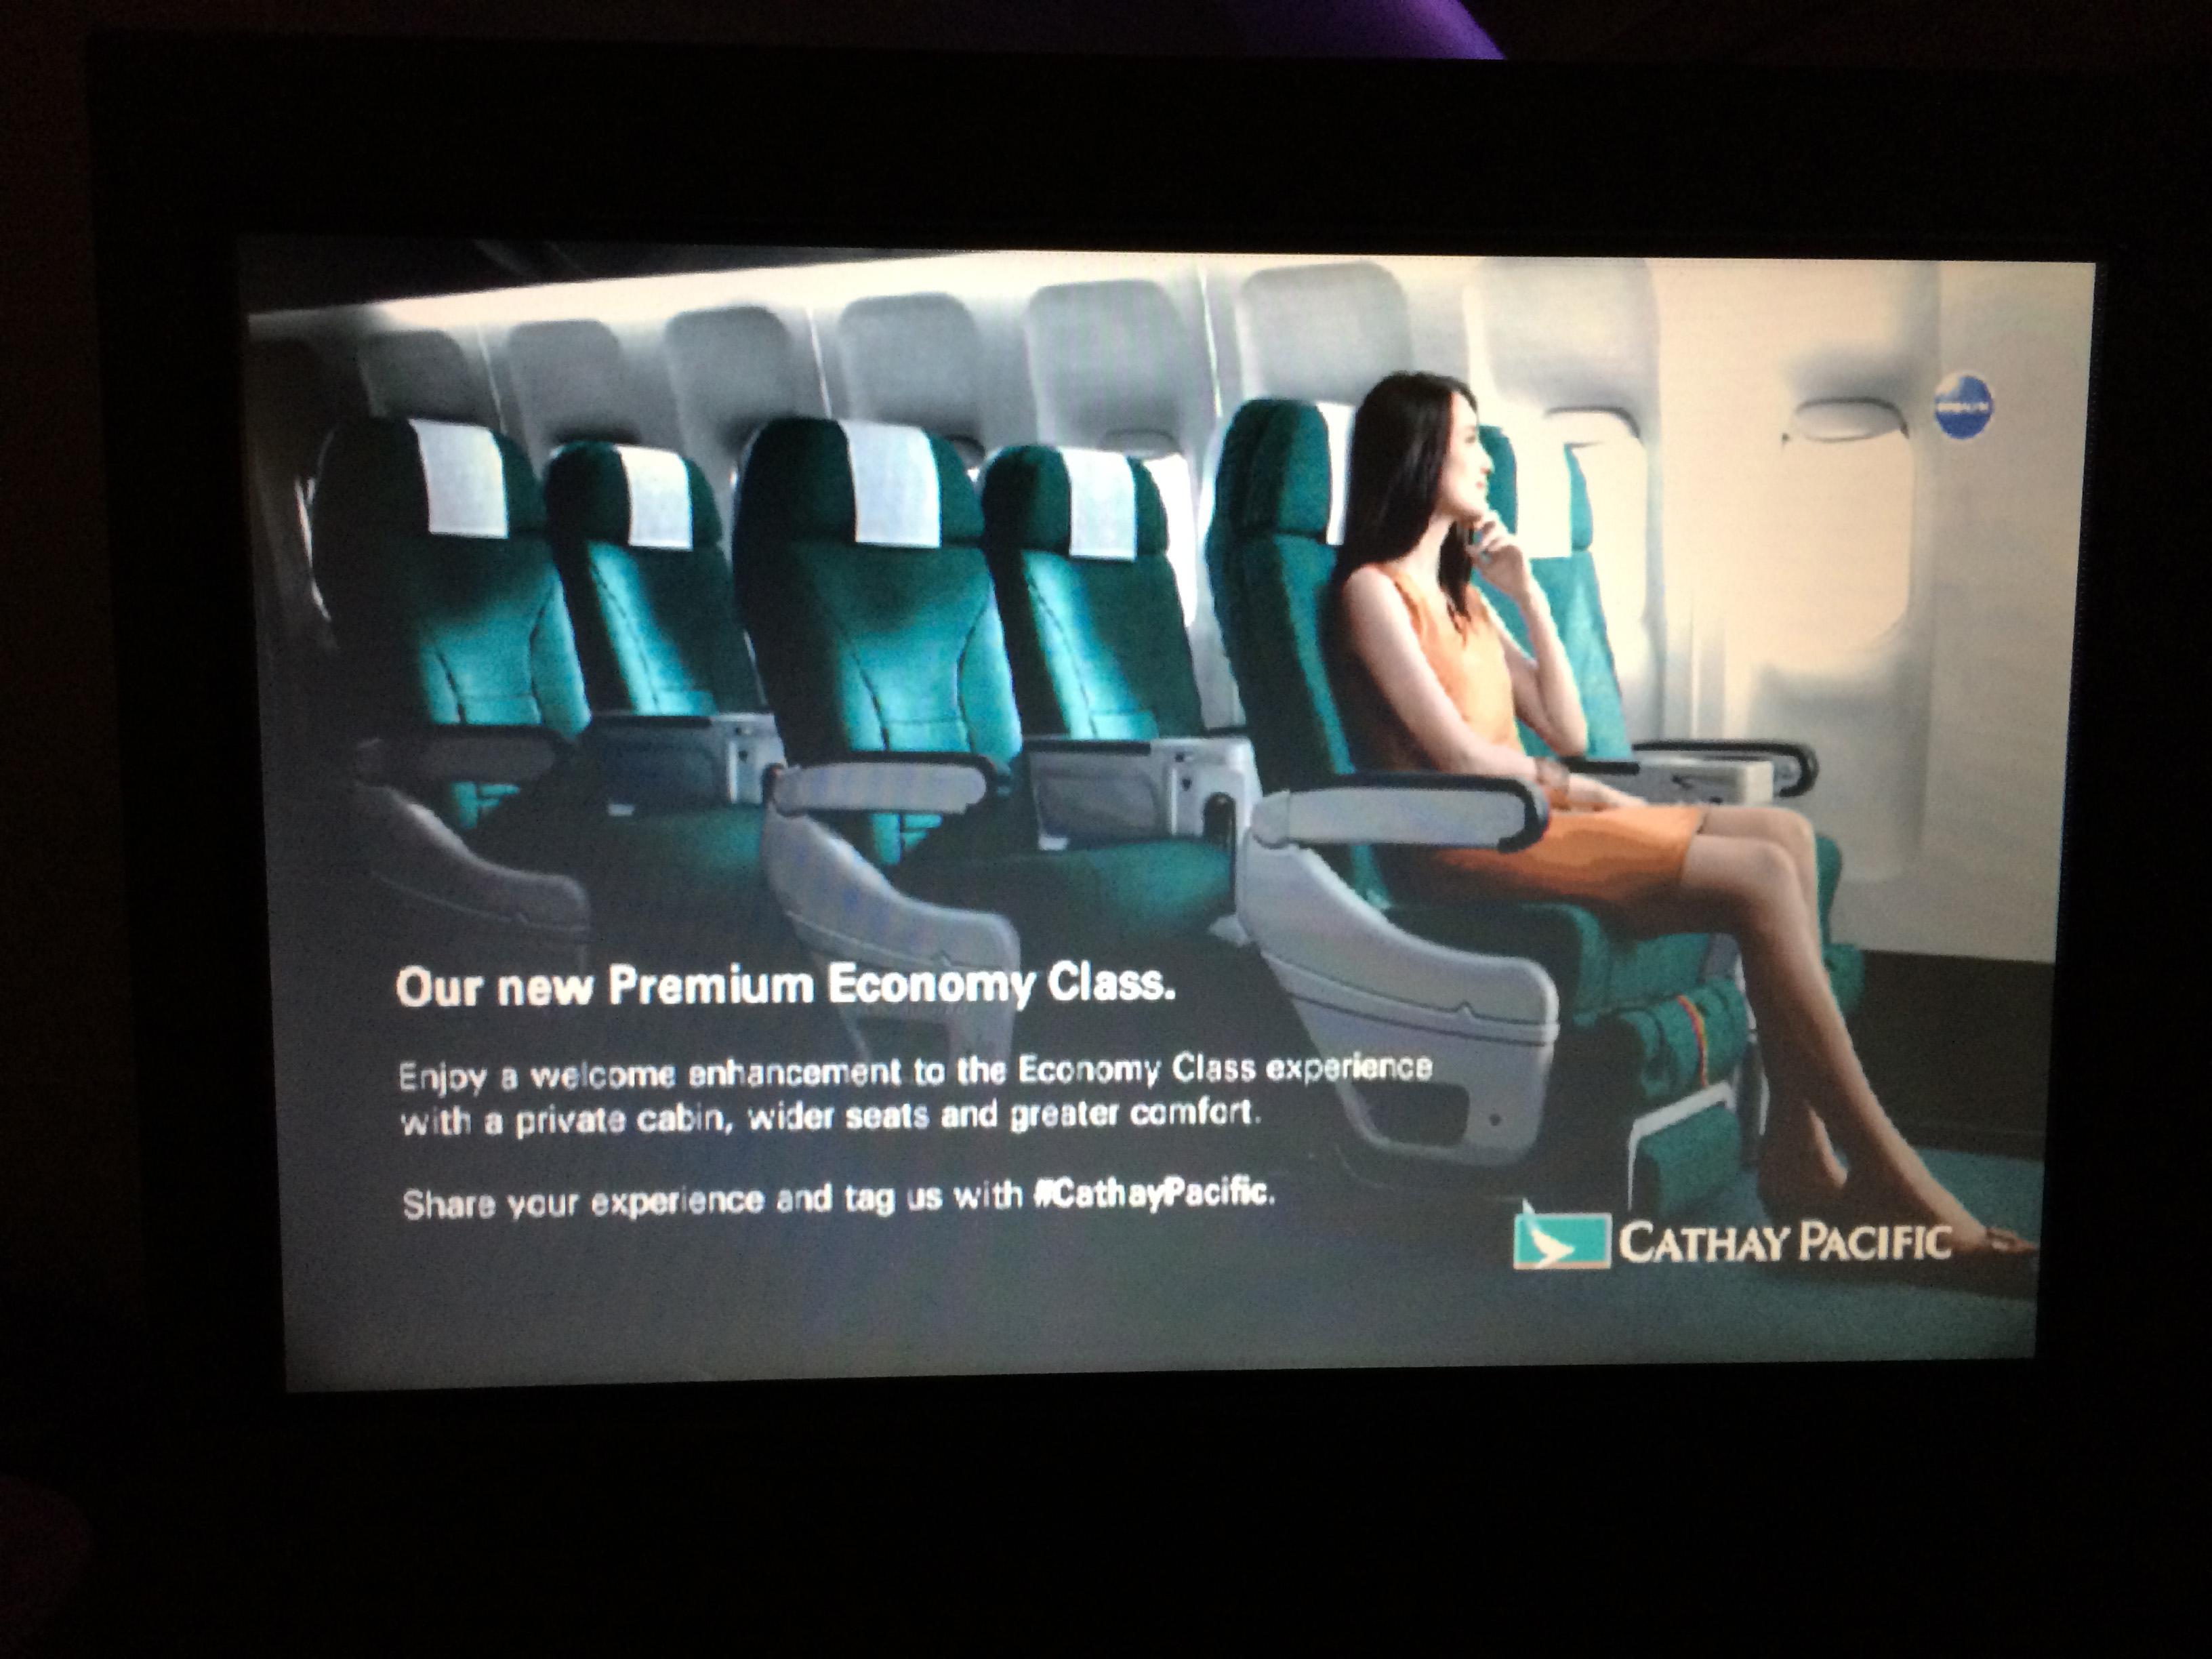 Our new Premium Economy Class.
Enjoy a welcome enhancement to the Economy Class experience
with a private cabin, wider seats and greater comfort.
Share your experience and tag us with #CathayPacific.
CATHAY PACIFIC